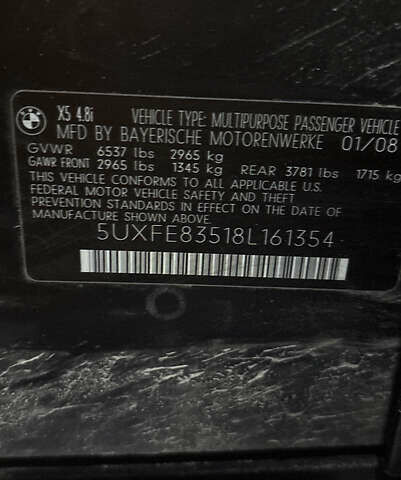 BMW X5 4.8i VEHICLE TYPE: MULTIPURPOSE PASSENGER VEHICLE
MFD BY BAYERISCHE MOTORENWERKE 01/08
GVWR 6537 lbs 2965 kg
GAWR FRONT 2965 lbs 1345 kg REAR 3781 lbs 1715 kg
THIS VEHICLE CONFORMS TO ALL APPLICABLE US
FEDERAL MOTOR VEHICLE SAFETY AND THEFT
PREVENTION STANDARDS IN EFFECT ON THE DATE OF
MANUFACTURE SHOWN ABOVE.
5UXFE83518L161354